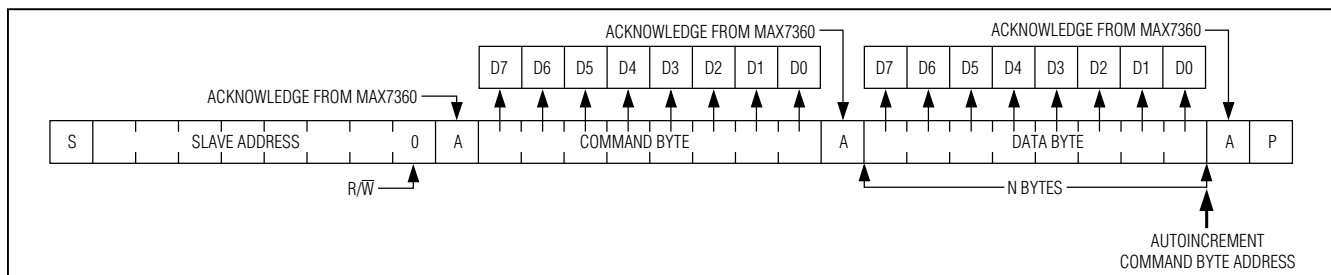 ACKNOWLEDGE FROM MAX7360 ACKNOWLEDGE FROM MAX7360
D7 D6 D5 D4 D3 D2 D1 D0 D7 D6 D5 D4 D3 D2 D1 D0
ACKNOWLEDGE FROM MAX7360
S SLAVE ADDRESS 0 A COMMAND BYTE A DATA BYTE A P
R/W̅ N BYTES
AUTOINCREMENT
COMMAND BYTE ADDRESS